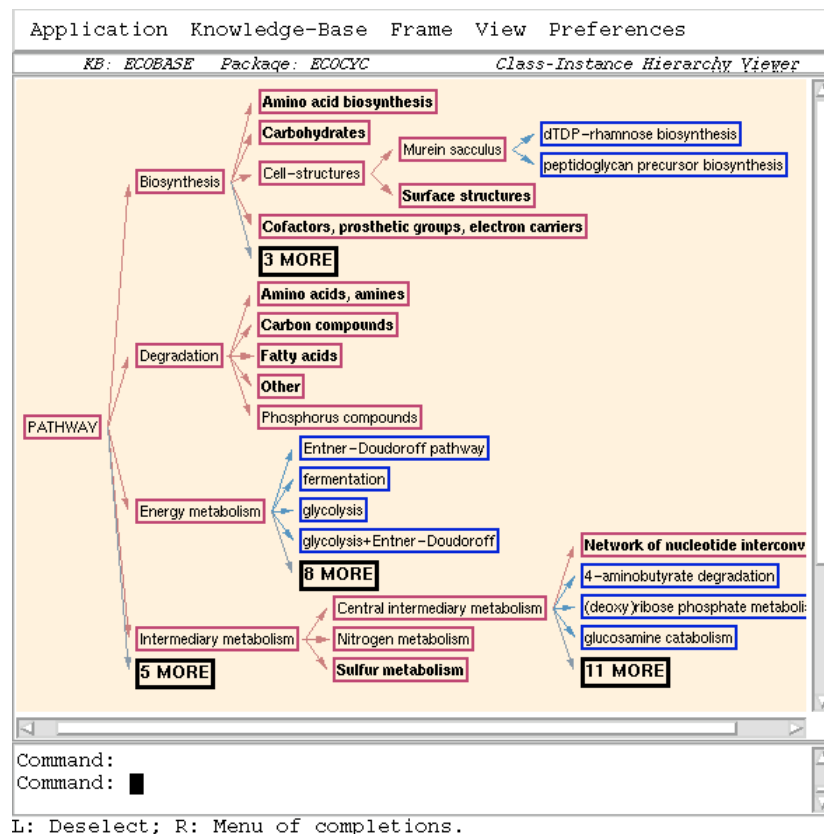 Application Knowledge-Base Frame View Preferences
KB: ECOBASE Package: ECOCYC Class-Instance Hierarchy Viewer
Amino acid biosynthesis
Carbohydrates
dTDP-rhamnose biosynthesis
Murein sacculus
peptidoglycan precursor biosynthesis
Cell-structures
Biosynthesis
Surface structures
Cofactors, prosthetic groups, electron carriers
3 MORE
Amino acids, amines
Carbon compounds
Degradation
Fatty acids
Other
Phosphorus compounds
PATHWAY
Entner-Doudoroff pathway
fermentation
Energy metabolism
glycolysis
glycolysis+Entner-Doudoroff
Network of nucleotide interconv
8 MORE
4-aminobutyrate degradation
Central intermediary metabolism
(deoxy)ribose phosphate metaboli
Intermediary metabolism
Nitrogen metabolism
glucosamine catabolism
5 MORE
Sulfur metabolism
11 MORE
Command:
Command:
L: Deselect; R: Menu of completions.